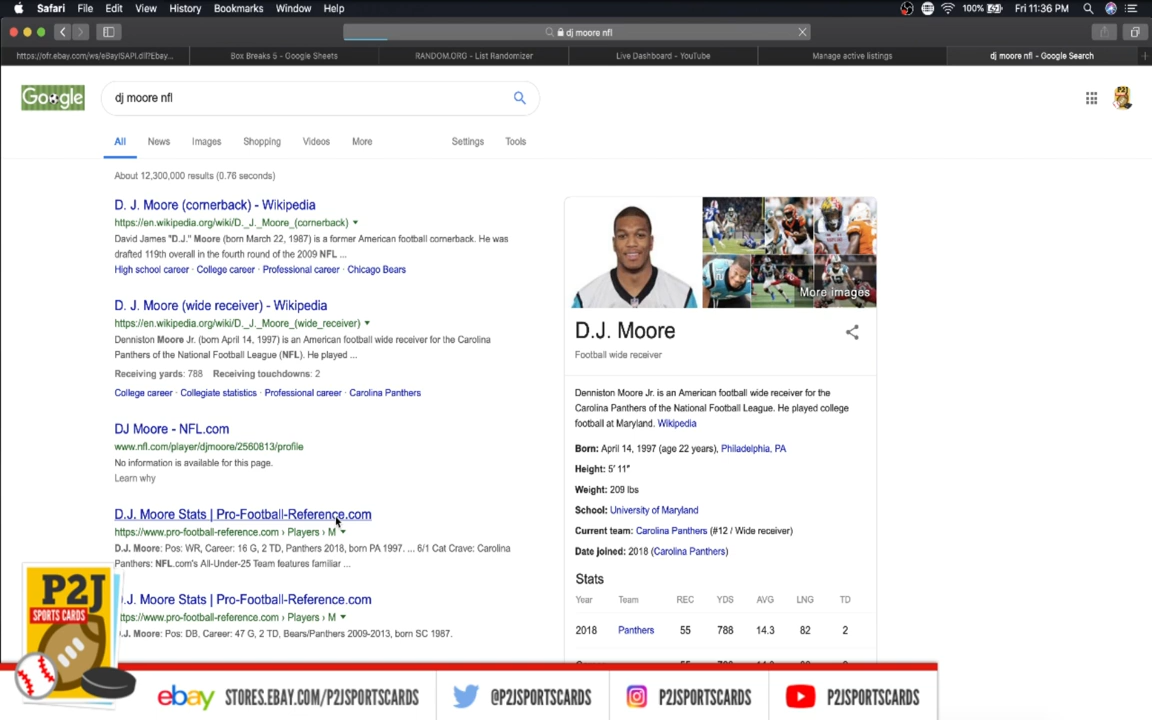 Safari File Edit View History Bookmarks Window Help 100% Fri 11:36 PM
dj moore nfl
https://ofr.ebay.com/ws/eBayISAPI.dll?Ebay... Box Breaks 5 - Google Sheets RANDOM.ORG - List Randomizer Live Dashboard - YouTube Manage active listings dj moore nfl - Google Search
Google dj moore nfl
All News Images Shopping Videos More Settings Tools
About 12,300,000 results (0.76 seconds)
D. J. Moore (cornerback) - Wikipedia
https://en.wikipedia.org/wiki/D._J._Moore_(cornerback)
David James "D.J." Moore (born March 22, 1987) is a former American football cornerback. He was
drafted 119th overall in the fourth round of the 2009 NFL ...
High school career · College career · Professional career · Chicago Bears
D. J. Moore (wide receiver) - Wikipedia
https://en.wikipedia.org/wiki/D._J._Moore_(wide_receiver)
Denniston Moore Jr. (born April 14, 1997) is an American football wide receiver for the Carolina
Panthers of the National Football League (NFL). He played ...
Receiving yards: 788 Receiving touchdowns: 2
College career · Collegiate statistics · Professional career · Carolina Panthers
DJ Moore - NFL.com
www.nfl.com/player/djmoore/2560813/profile
No information is available for this page.
Learn why
D.J. Moore Stats | Pro-Football-Reference.com
https://www.pro-football-reference.com › Players › M
D.J. Moore: Pos: WR, Career: 16 G, 2 TD, Panthers 2018, born PA 1997. ... 6/1 Cat Crave: Carolina
Panthers: NFL.com's All-Under-25 Team features familiar ...
.J. Moore Stats | Pro-Football-Reference.com
ttps://www.pro-football-reference.com › Players › M
.J. Moore: Pos: DB, Career: 47 G, 2 TD, Bears/Panthers 2009-2013, born SC 1987.
More images
D.J. Moore
Football wide receiver
Denniston Moore Jr. is an American football wide receiver for the
Carolina Panthers of the National Football League. He played college
football at Maryland. Wikipedia
Born: April 14, 1997 (age 22 years), Philadelphia, PA
Height: 5′ 11″
Weight: 209 lbs
School: University of Maryland
Current team: Carolina Panthers (#12 / Wide receiver)
Date joined: 2018 (Carolina Panthers)
Stats
Year Team REC YDS AVG LNG TD
2018 Panthers 55 788 14.3 82 2
P2J
SPORTS CARDS
ebay STORES.EBAY.COM/P2JSPORTSCARDS @P2JSPORTSCARDS P2JSPORTSCARDS P2JSPORTSCARDS